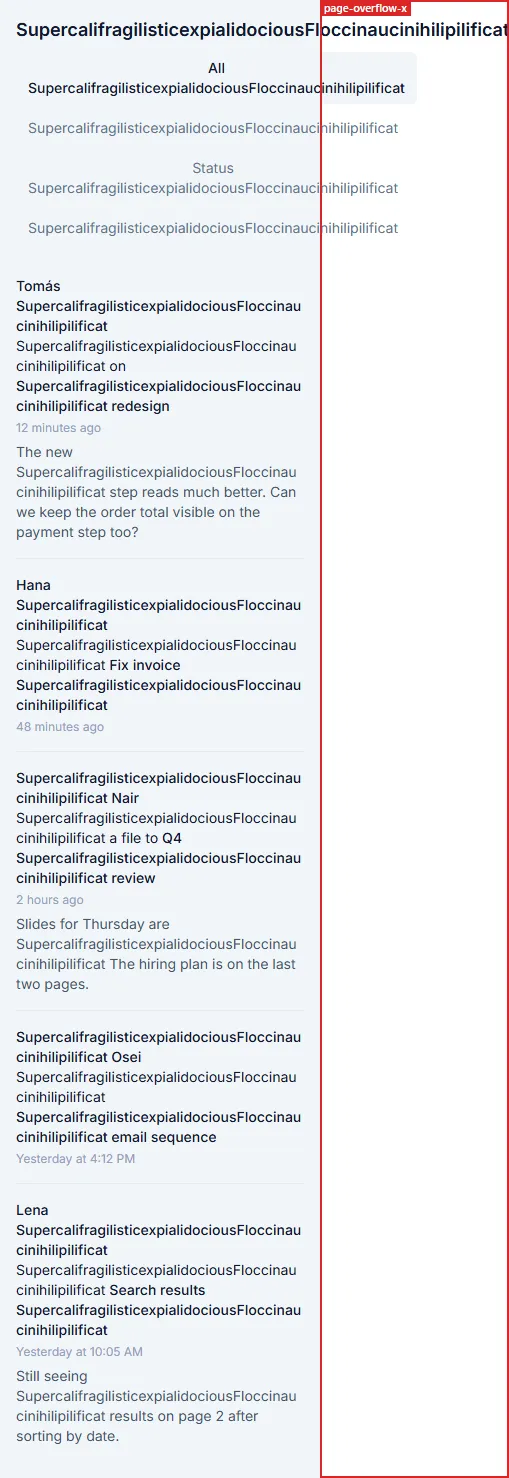 page-overflow-x
SupercalifragilisticexpialidociousFloccinaucinihilipilificat
All
SupercalifragilisticexpialidociousFloccinaucinihilipilificat
SupercalifragilisticexpialidociousFloccinaucinihilipilificat
Status
SupercalifragilisticexpialidociousFloccinaucinihilipilificat
SupercalifragilisticexpialidociousFloccinaucinihilipilificat
Tomás
SupercalifragilisticexpialidociousFloccinau
cinihilipilificat
SupercalifragilisticexpialidociousFloccinau
cinihilipilificat on
SupercalifragilisticexpialidociousFloccinau
cinihilipilificat redesign
12 minutes ago
The new
SupercalifragilisticexpialidociousFloccinau
cinihilipilificat step reads much better. Can
we keep the order total visible on the
payment step too?
Hana
SupercalifragilisticexpialidociousFloccinau
cinihilipilificat
SupercalifragilisticexpialidociousFloccinau
cinihilipilificat Fix invoice
SupercalifragilisticexpialidociousFloccinau
cinihilipilificat
48 minutes ago
SupercalifragilisticexpialidociousFloccinau
cinihilipilificat Nair
SupercalifragilisticexpialidociousFloccinau
cinihilipilificat a file to Q4
SupercalifragilisticexpialidociousFloccinau
cinihilipilificat review
2 hours ago
Slides for Thursday are
SupercalifragilisticexpialidociousFloccinau
cinihilipilificat The hiring plan is on the last
two pages.
SupercalifragilisticexpialidociousFloccinau
cinihilipilificat Osei
SupercalifragilisticexpialidociousFloccinau
cinihilipilificat
SupercalifragilisticexpialidociousFloccinau
cinihilipilificat email sequence
Yesterday at 4:12 PM
Lena
SupercalifragilisticexpialidociousFloccinau
cinihilipilificat
SupercalifragilisticexpialidociousFloccinau
cinihilipilificat Search results
SupercalifragilisticexpialidociousFloccinau
cinihilipilificat
Yesterday at 10:05 AM
Still seeing
SupercalifragilisticexpialidociousFloccinau
cinihilipilificat results on page 2 after
sorting by date.